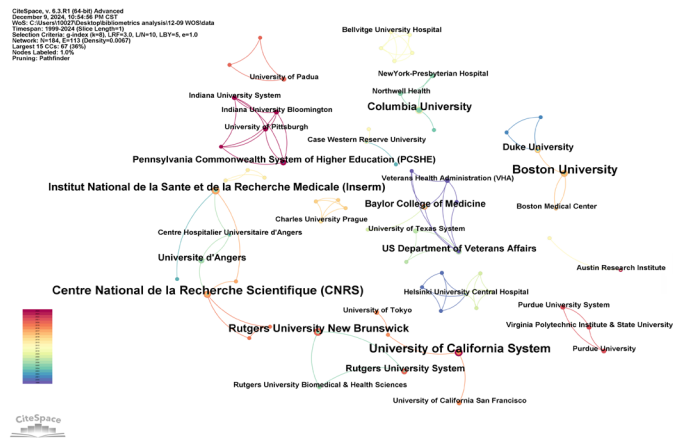 CiteSpace, v. 6.3.R1 (64-bit) Advanced
December 9, 2024, 10:54:56 PM CST
WoS: C:\Users\10027\Desktop\bibliometrics analysis\12-09 WOS\data
Timespan: 1999-2024 (Slice Length=1)
Selection Criteria: g-index (k=8), LRF=3.0, L/N=10, LBY=5, e=1.0
Network: N=184, E=113 (Density=0.0067)
Largest 15 CCs: 67 (36%)
Nodes Labeled: 1.0%
Pruning: Pathfinder
Bellvitge University Hospital
University of Padua
NewYork-Presbyterian Hospital
Northwell Health
Indiana University System
Columbia University
Indiana University Bloomington
University of Pittsburgh
Case Western Reserve University
Duke University
Pennsylvania Commonwealth System of Higher Education (PCSHE)
Boston University
Veterans Health Administration (VHA)
Institut National de la Sante et de la Recherche Medicale (Inserm)
Baylor College of Medicine
Boston Medical Center
Charles University Prague
University of Texas System
Centre Hospitalier Universitaire d'Angers
US Department of Veterans Affairs
Universite d'Angers
Austin Research Institute
Centre National de la Recherche Scientifique (CNRS)
Helsinki University Central Hospital
Purdue University System
University of Tokyo
Rutgers University New Brunswick
Virginia Polytechnic Institute & State University
University of California System
Purdue University
Rutgers University System
Rutgers University Biomedical & Health Sciences
University of California San Francisco
CiteSpace